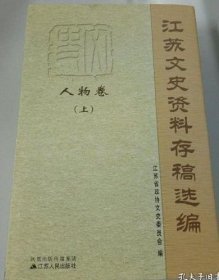 江苏文史资料存稿选编
人物卷
(上)
江苏省政协文史委员会 编
凤凰出版传媒集团
江苏人民出版社
孔夫子旧书